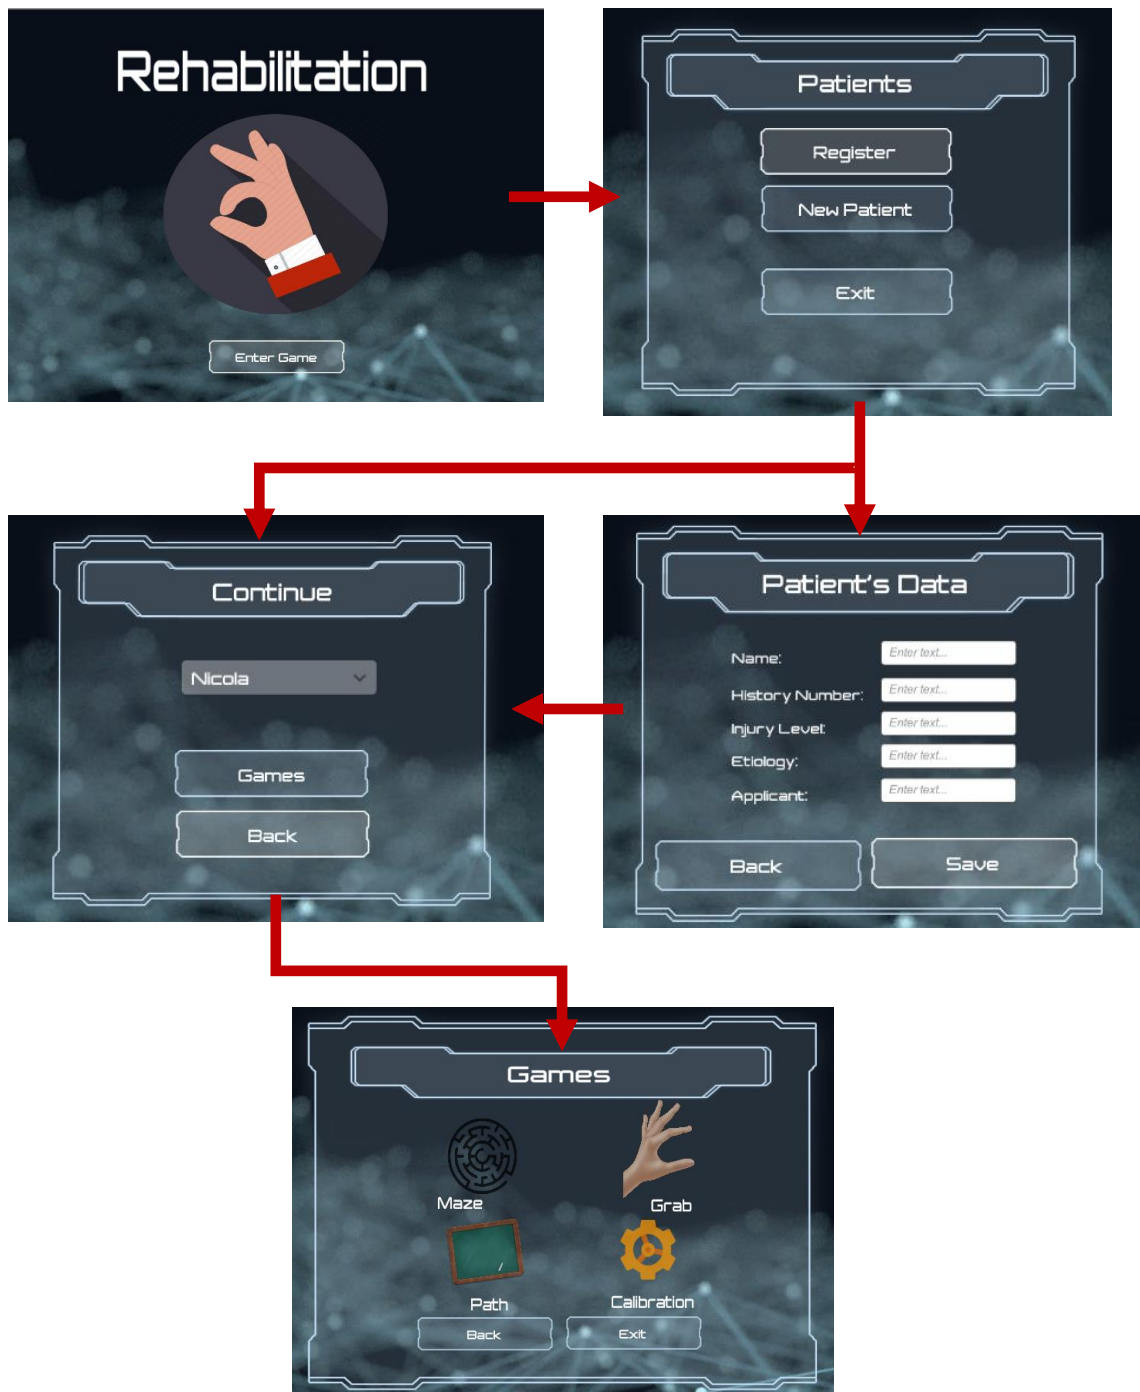 Rehabilitation
Enter Game
Patients
Register
New Patient
Exit
Continue
Nicola
Games
Back
Patient's Data
Name: Enter text...
History Number: Enter text...
Injury Level: Enter text...
Etiology: Enter text...
Applicant: Enter text...
Back Save
Games
Maze Grab
Path Calibration
Back Exit